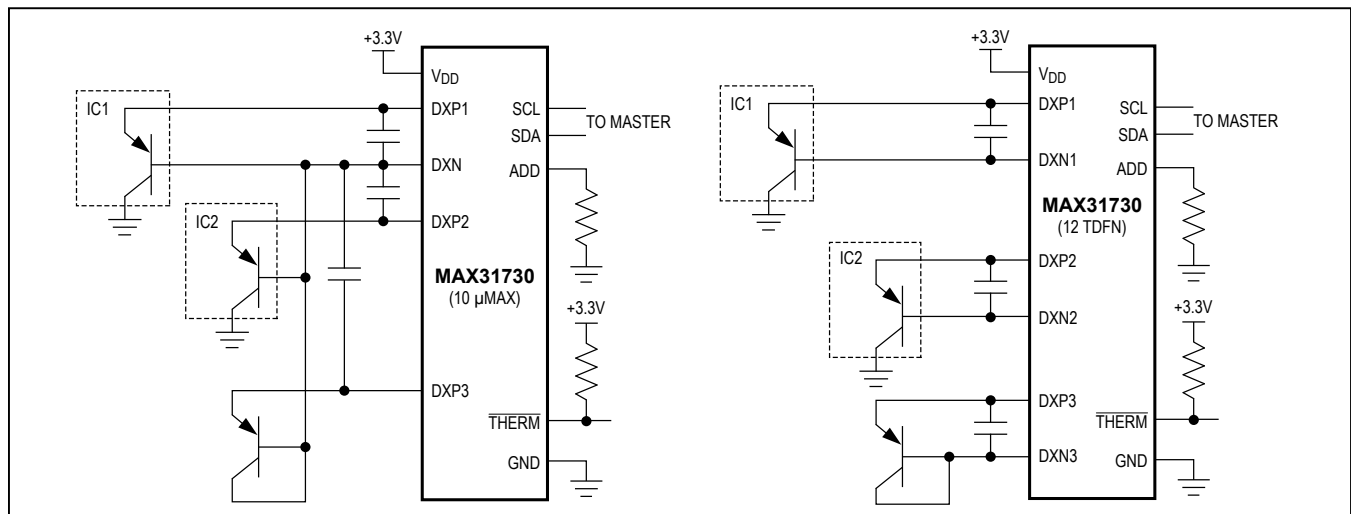 +3.3V
VDD
IC1
DXP1
SCL
TO MASTER
SDA
DXN
ADD
IC2
DXP2
MAX31730
(10 µMAX)
+3.3V
DXP3
THERM
GND
+3.3V
VDD
IC1
DXP1
SCL
TO MASTER
SDA
DXN1
ADD
MAX31730
(12 TDFN)
IC2
DXP2
+3.3V
DXN2
DXP3
THERM
DXN3
GND